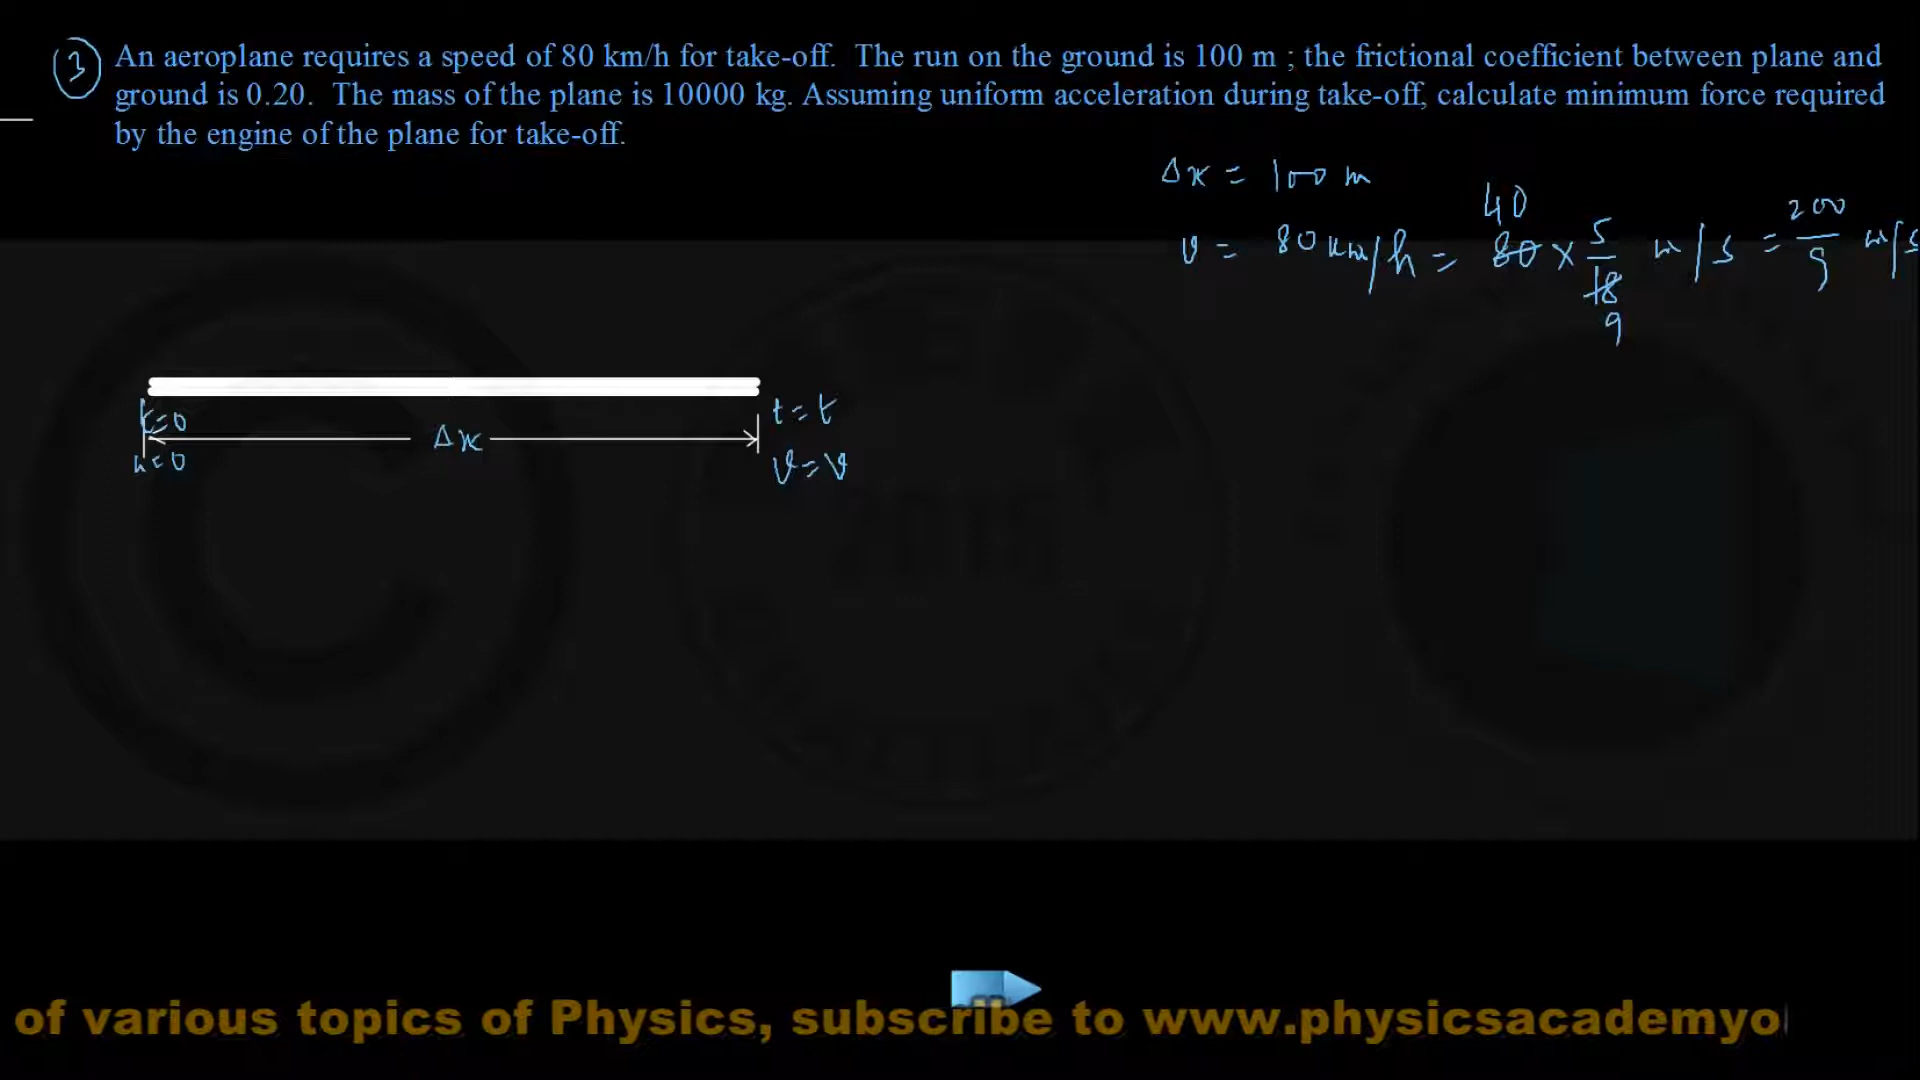 3 An aeroplane requires a speed of 80 km/h for take-off. The run on the ground is 100 m ; the frictional coefficient between plane and
ground is 0.20. The mass of the plane is 10000 kg. Assuming uniform acceleration during take-off, calculate minimum force required
by the engine of the plane for take-off.
Δx = 100 m
v = 80 km/h = 80 40 × 5/18 9 m/s = 200/9 m/s
t=0
u=0
Δx
t=t
v=v
of various topics of Physics, subscribe to www.physicsacademyo